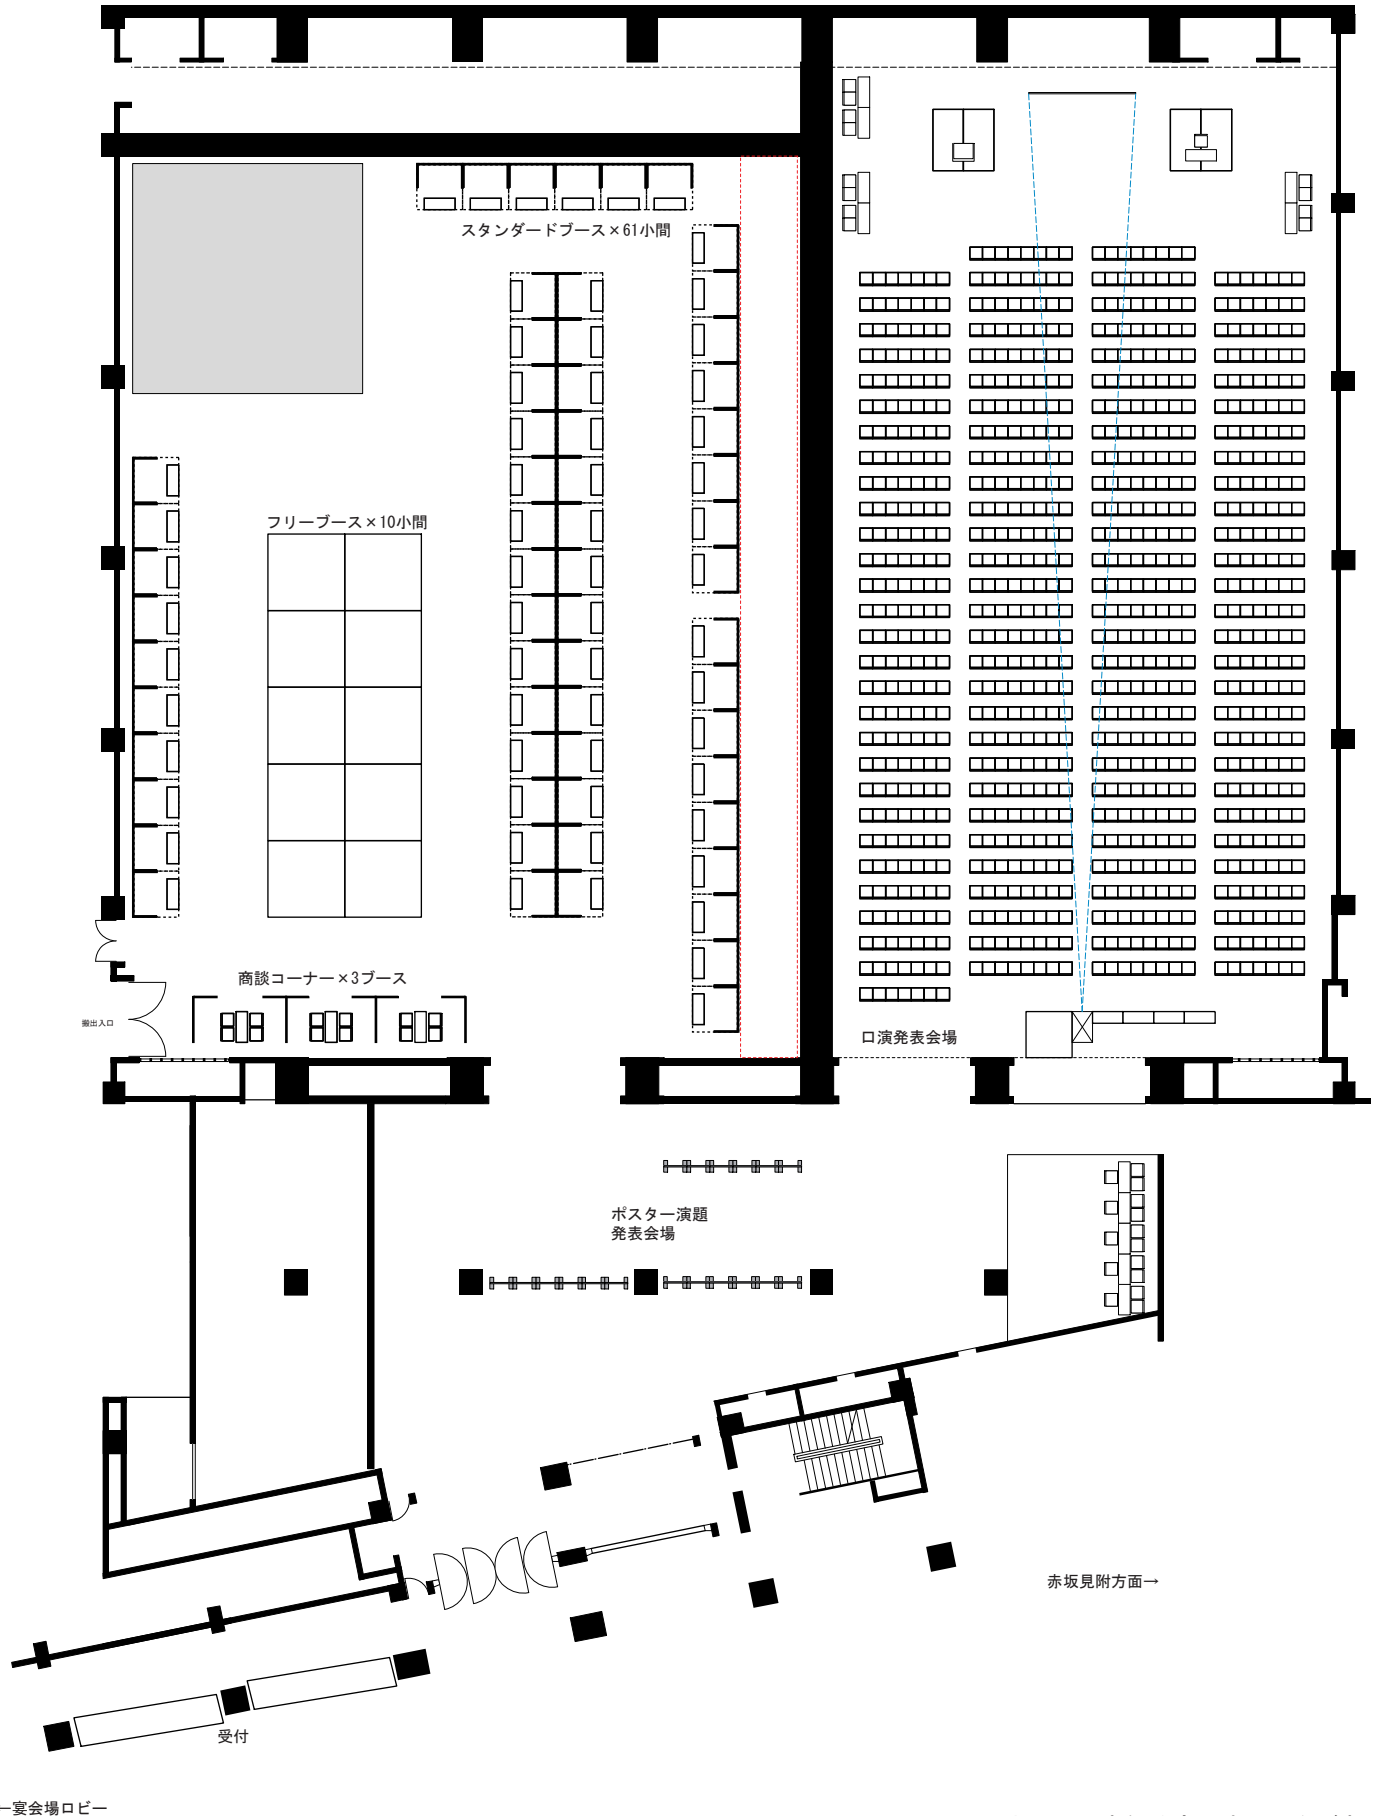 スタンダードブース×61小間
フリーブース×10小間
商談コーナー×3ブース
搬出入口
口演発表会場
ポスター演題
発表会場
赤坂見附方面→
受付
ー宴会場ロビー